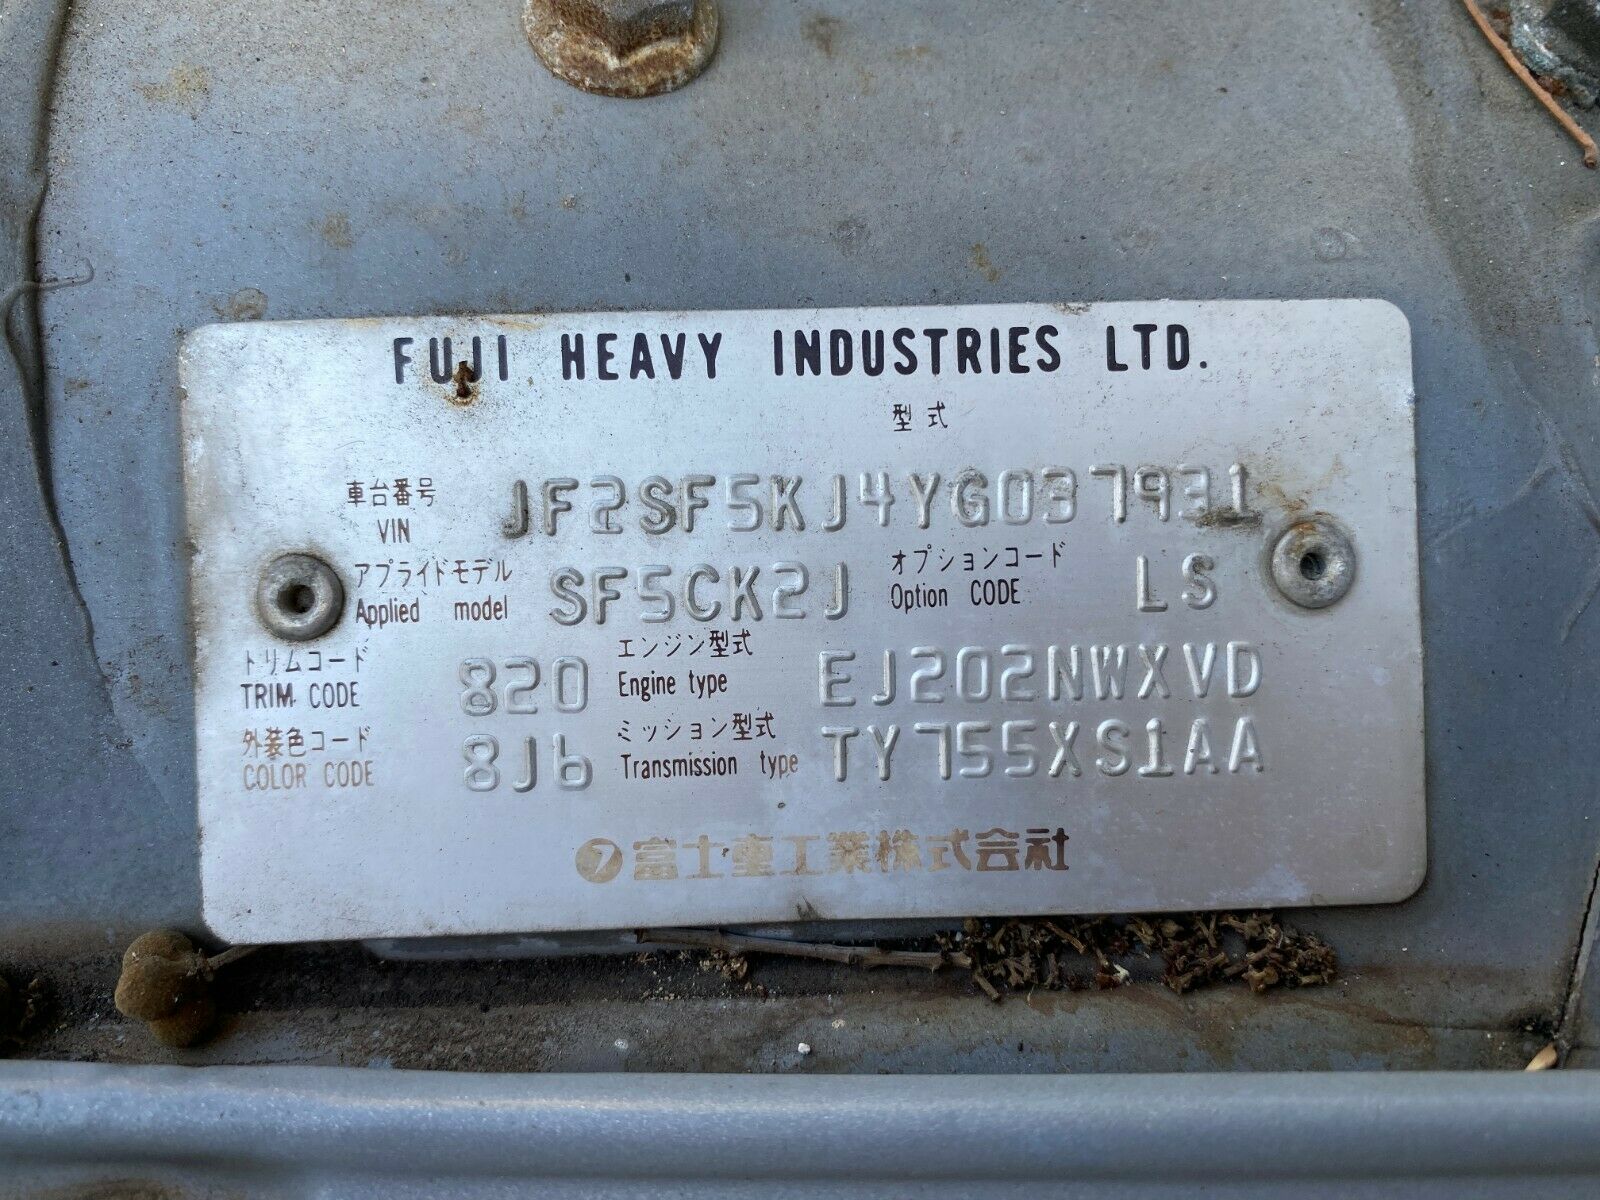 FUJI HEAVY INDUSTRIES LTD.
型式
車台番号 JF2SF5KJ4YG037931
VIN
アプライドモデル SF5CK2J オプションコード LS
Applied model Option CODE
トリムコード 820 エンジン型式 EJ202NWXVD
TRIM CODE Engine type
外装色コード 8J6 ミッション型式 TY755XS1AA
COLOR CODE Transmission type
フ 富士重工業株式会社